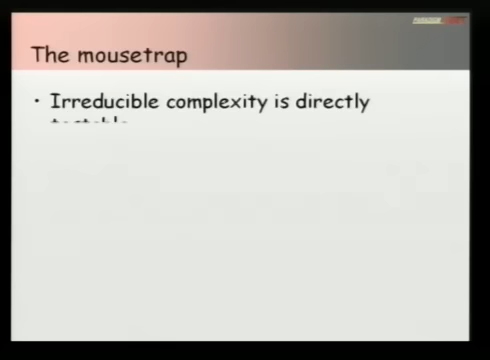 The mousetrap
• Irreducible complexity is directly